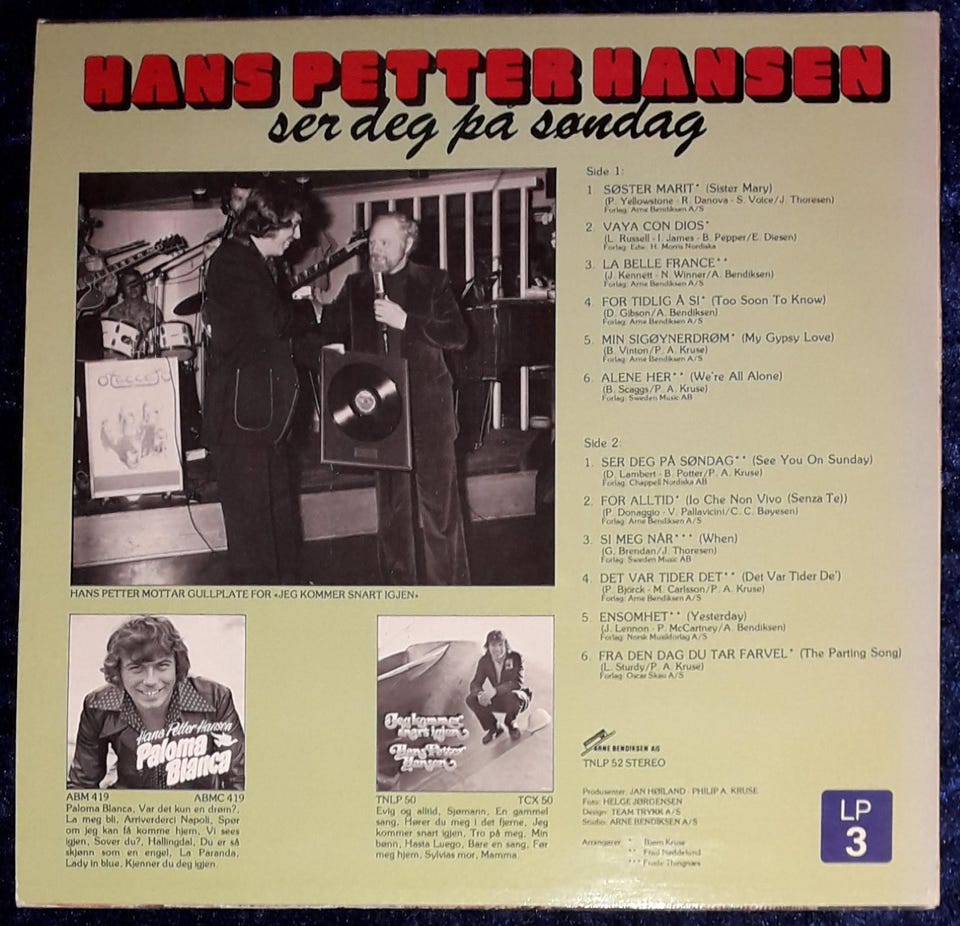 HANS PETTER HANSEN
ser deg på søndag
Side 1:
1. SØSTER MARIT* (Sister Mary)
(P. Yellowstone - R. Danova - S. Voice/J. Thoresen)
Forlag: Arne Bendiksen A/S
2. VAYA CON DIOS*
(L. Russell - I. James - B. Pepper/E. Diesen)
Forlag: Edw. H. Morris Nordiska
3. LA BELLE FRANCE**
(J. Kennett - N. Winner/A. Bendiksen)
Forlag: Arne Bendiksen A/S
4. FOR TIDLIG Å SI* (Too Soon To Know)
(D. Gibson/A. Bendiksen)
Forlag: Arne Bendiksen A/S
5. MIN SIGØYNERDRØM* (My Gypsy Love)
(B. Vinton/P. A. Kruse)
Forlag: Arne Bendiksen A/S
6. ALENE HER** (We're All Alone)
(B. Scaggs/P. A. Kruse)
Forlag: Sweden Music AB
Side 2:
1. SER DEG PÅ SØNDAG** (See You On Sunday)
(D. Lambert - B. Potter/P. A. Kruse)
Forlag: Chappell Nordiska AB
2. FOR ALLTID* (Io Che Non Vivo (Senza Te))
(P. Donaggio - V. Pallavicini/C. C. Bøyesen)
Forlag: Arne Bendiksen A/S
3. SI MEG NÅR*** (When)
(G. Brendan/J. Thoresen)
Forlag: Sweden Music AB
4. DET VAR TIDER DET** (Det Var Tider De')
(P. Björck - M. Carlsson/P. A. Kruse)
Forlag: Arne Bendiksen A/S
5. ENSOMHET** (Yesterday)
(J. Lennon - P. McCartney/A. Bendiksen)
Forlag: Norsk Musikforlag A/S
6. FRA DEN DAG DU TAR FARVEL* (The Parting Song)
(L. Sturdy/P. A. Kruse)
Forlag: Oscar Skau A/S
HANS PETTER MOTTAR GULLPLATE FOR «JEG KOMMER SNART IGJEN»
Hans Petter Hansen
Paloma
Blanca
ABM 419 ABMC 419
Paloma Blanca, Var det kun en drøm?,
La meg bli, Arriverderci Napoli, Spør
om jeg kan få komme hjem, Vi sees
igjen, Sover du?, Hallingdal, Du er så
skjønn som en engel, La Paranda,
Lady in blue, Kjenner du deg igjen.
Jeg kommer
snart igjen
Hans Petter
Hansen
TNLP 50 TCX 50
Evig og alltid, Sjømann, En gammel
sang, Hører du meg i det fjerne, Jeg
kommer snart igjen, Tro på meg, Min
bønn, Hasta Luego, Bare en sang, Før
meg hjem, Sylvias mor, Mamma.
ARNE BENDIKSEN A/S
TNLP 52 STEREO
Produsenter: JAN HØILAND - PHILIP A. KRUSE
Foto: HELGE JØRGENSEN
Design: TEAM TRYKK A/S
Studio: ARNE BENDIKSEN A/S
Arrangører * Bjørn Kruse
** Fred Nøddelund
*** Frode Thingnæs
LP
3